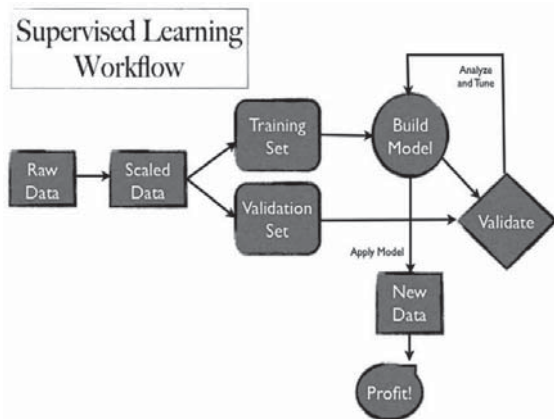 Supervised Learning
Workflow
Analyze
and Tune
Training
Set
Build
Model
Raw
Data
Scaled
Data
Validation
Set
Validate
Apply Model
New
Data
Profit!